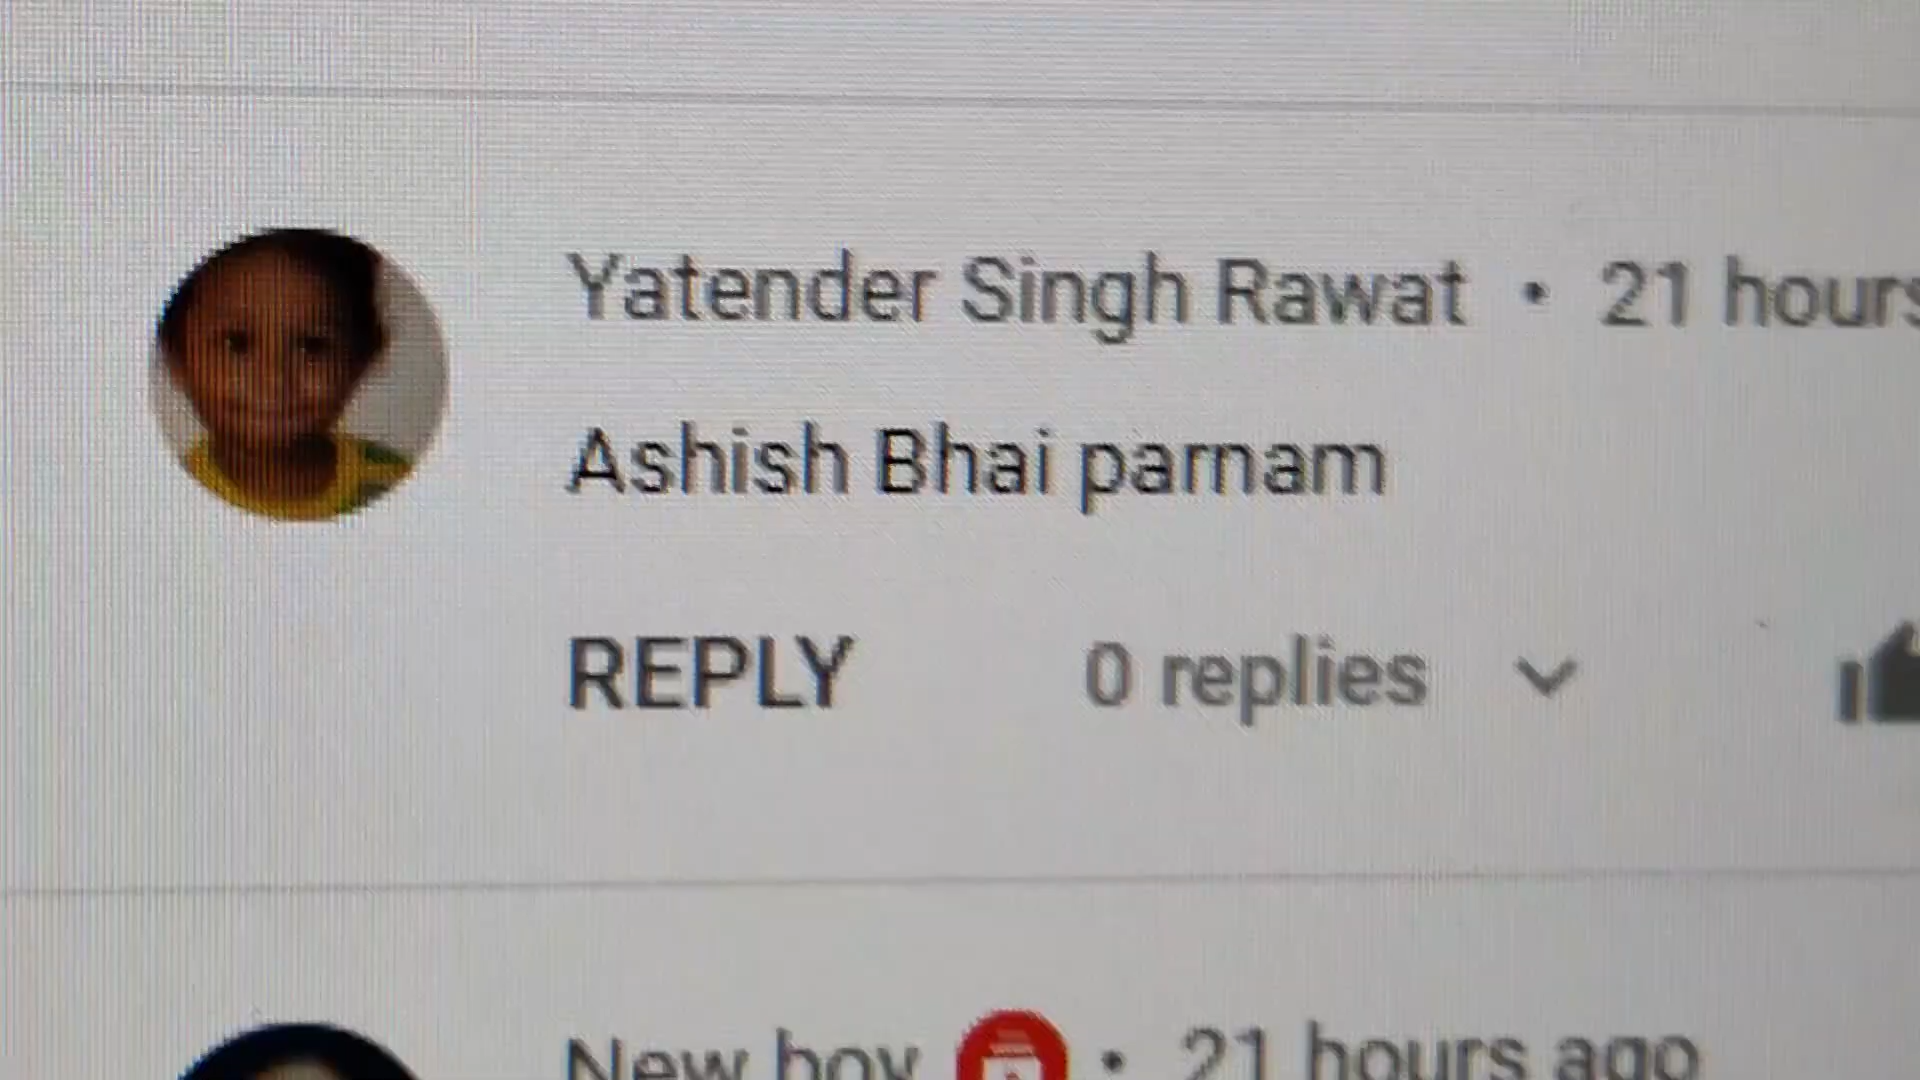 Yatender Singh Rawat • 21 hours
Ashish Bhai parnam
REPLY 0 replies
New boy • 21 hours ago